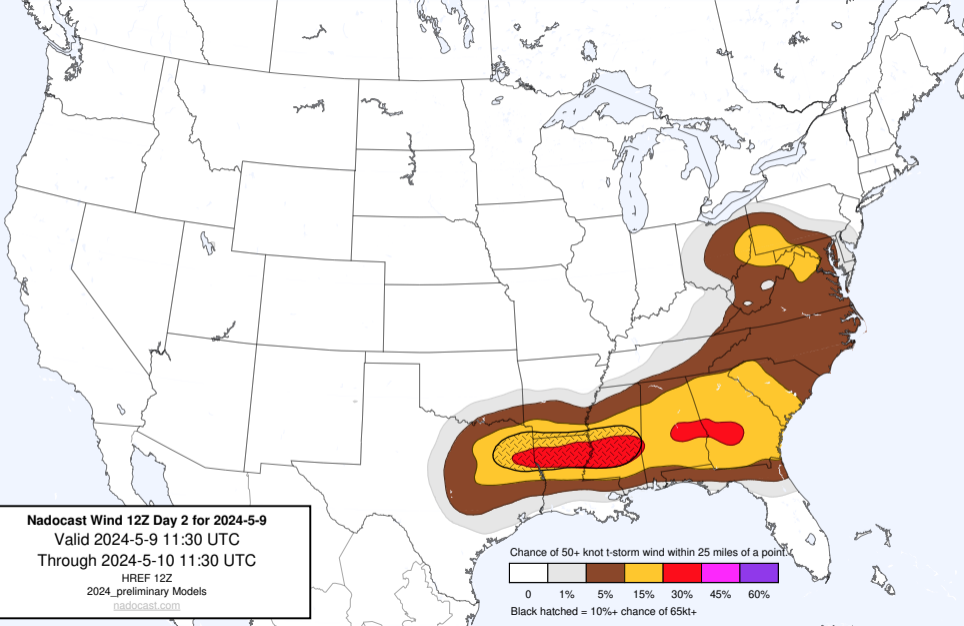 Nadocast Wind 12Z Day 2 for 2024-5-9
Valid 2024-5-9 11:30 UTC
Through 2024-5-10 11:30 UTC
HREF 12Z
2024_preliminary Models
nadocast.com
Chance of 50+ knot t-storm wind within 25 miles of a point.
0 1% 5% 15% 30% 45% 60%
Black hatched = 10%+ chance of 65kt+